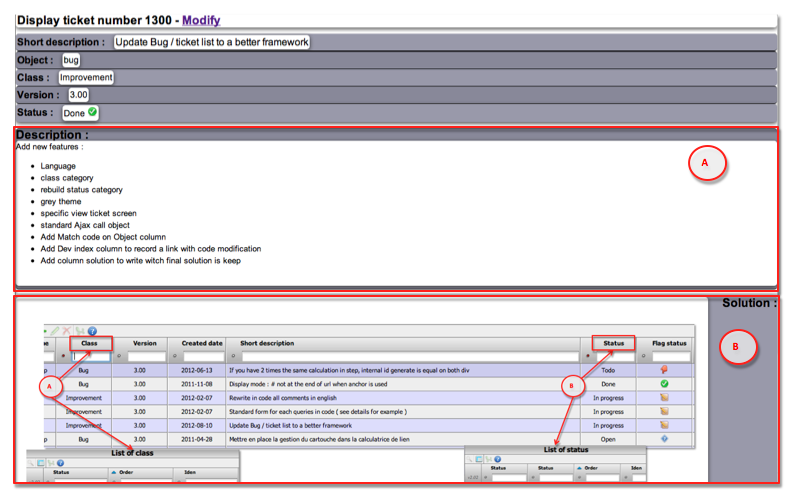 Display ticket number 1300 - Modify
Short description : Update Bug / ticket list to a better framework
Object : bug
Class : Improvement
Version : 3.00
Status : Done
Description :
Add new features :
Language
class category
rebuild status category
grey theme
specific view ticket screen
standard Ajax call object
Add Match code on Object column
Add Dev index column to record a link with code modification
Add column solution to write witch final solution is keep
A
Solution :
B
Class Version Created date Short description Status Flag status
Bug 3.00 2012-06-13 If you have 2 times the same calculation in step, internal id generate is equal on both div Todo
Bug 3.00 2011-11-08 Display mode : # not at the end of url when anchor is used Done
Improvement 3.00 2012-02-07 Rewrite in code all comments in english In progress
Improvement 3.00 2012-02-07 Standard form for each queries in code ( see details for example ) In progress
Improvement 3.00 2012-08-10 Update Bug / ticket list to a better framework In progress
Bug 3.00 2011-04-28 Mettre en place la gestion du cartouche dans la calculatrice de lien Open
A
B
List of class
Status Order Iden
List of status
Status Status Order Iden